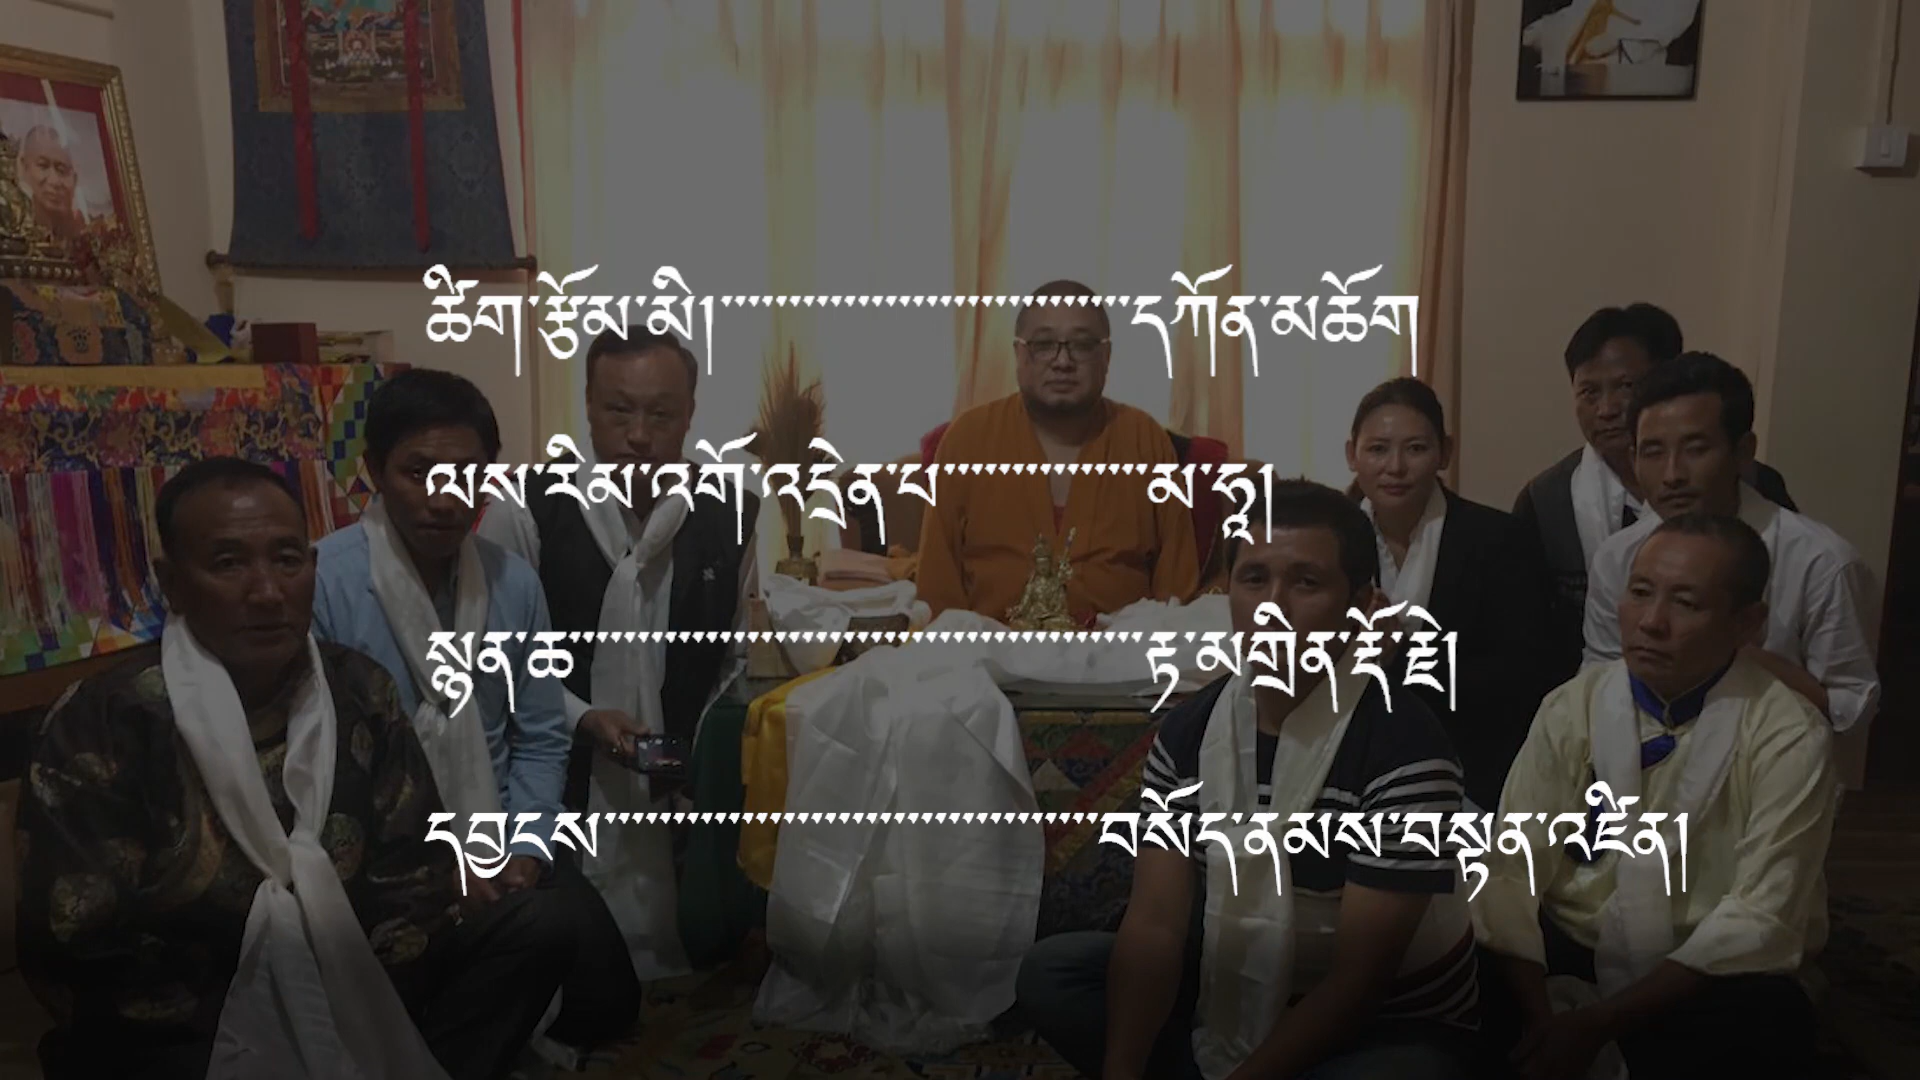 ཚིག་རྩོམ་མི།་་་་་་་་་་་་་་་་་་་་་་་་་་་་་་དཀོན་མཆོག
ལས་རིམ་འགོ་འདྲེན་པ་་་་་་་་་་་་་་་མ་ཧཱ།
སྙན་ཆ་་་་་་་་་་་་་་་་་་་་་་་་་་་་་་་་་་་་་་་་་་རྟ་མགྲིན་རྡོ་རྗེ།
དབྱངས་་་་་་་་་་་་་་་་་་་་་་་་་་་་་་་་་་་་བསོད་ནམས་བསྟན་འཛིན།